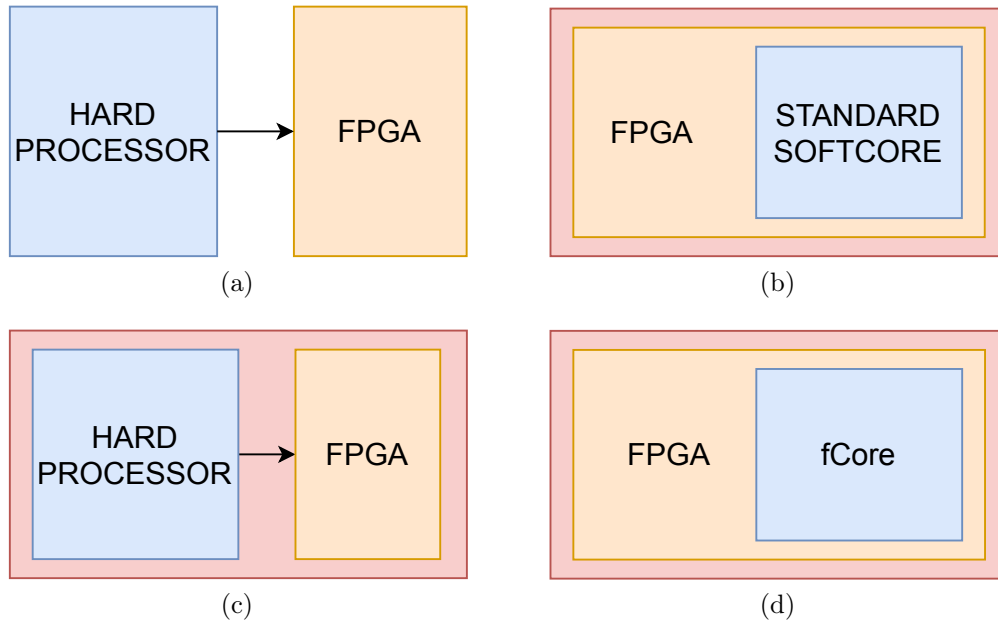 HARD
PROCESSOR
FPGA
(a)
FPGA
STANDARD
SOFTCORE
(b)
HARD
PROCESSOR
FPGA
(c)
FPGA
fCore
(d)